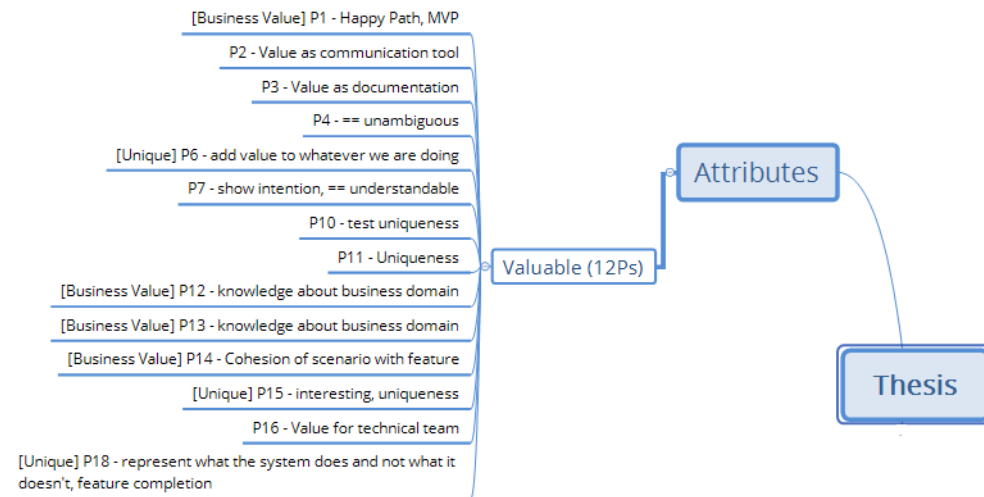 [Business Value] P1 - Happy Path, MVP
P2 - Value as communication tool
P3 - Value as documentation
P4 - == unambiguous
[Unique] P6 - add value to whatever we are doing
P7 - show intention, == understandable
P10 - test uniqueness
P11 - Uniqueness
[Business Value] P12 - knowledge about business domain
[Business Value] P13 - knowledge about business domain
[Business Value] P14 - Cohesion of scenario with feature
[Unique] P15 - interesting, uniqueness
P16 - Value for technical team
[Unique] P18 - represent what the system does and not what it
doesn't, feature completion
Valuable (12Ps)
Attributes
Thesis